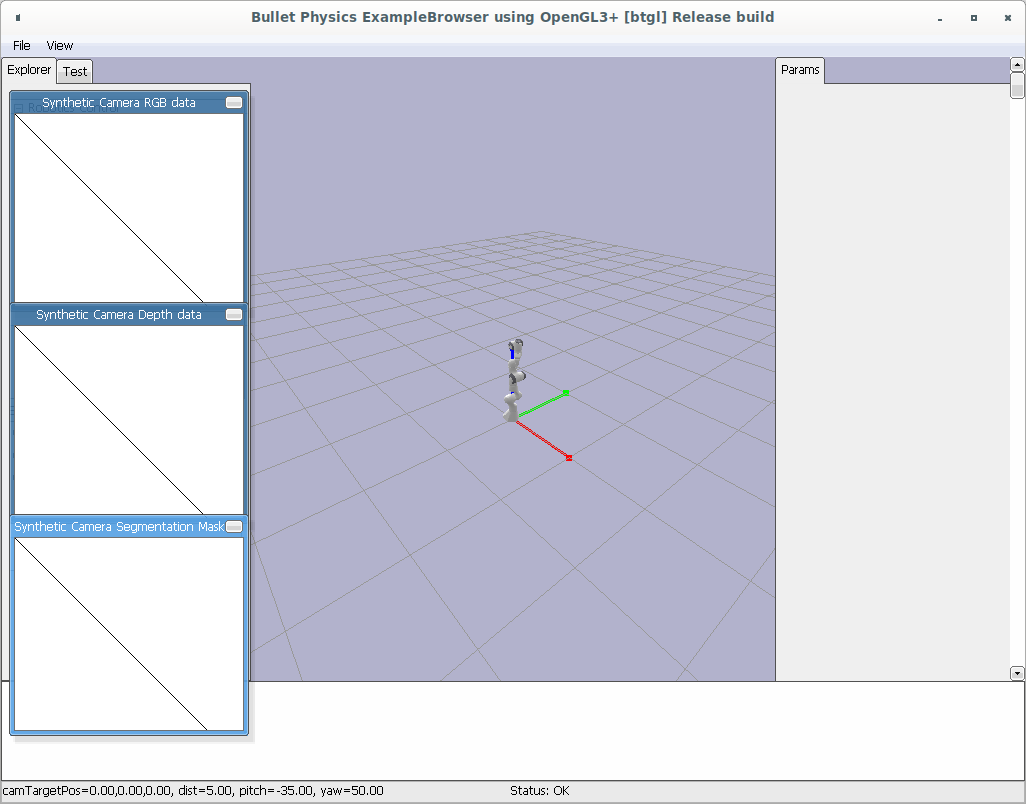 Bullet Physics ExampleBrowser using OpenGL3+ [btgl] Release build
File View
Explorer Test
Params
Synthetic Camera RGB data
Synthetic Camera Depth data
Synthetic Camera Segmentation Mask
camTargetPos=0.00,0.00,0.00, dist=5.00, pitch=-35.00, yaw=50.00
Status: OK